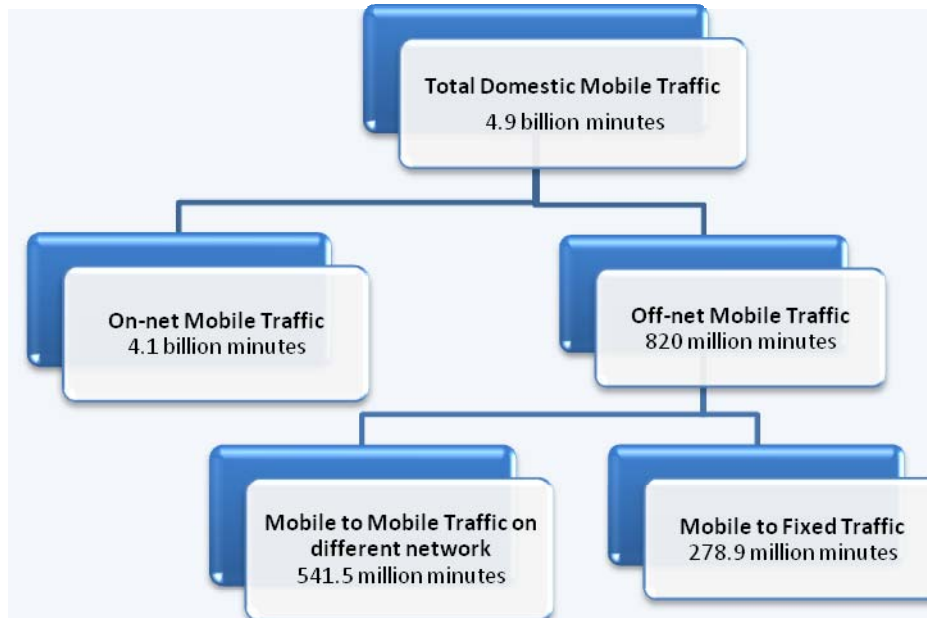 Total Domestic Mobile Traffic
4.9 billion minutes
On-net Mobile Traffic
4.1 billion minutes
Off-net Mobile Traffic
820 million minutes
Mobile to Mobile Traffic on
different network
541.5 million minutes
Mobile to Fixed Traffic
278.9 million minutes